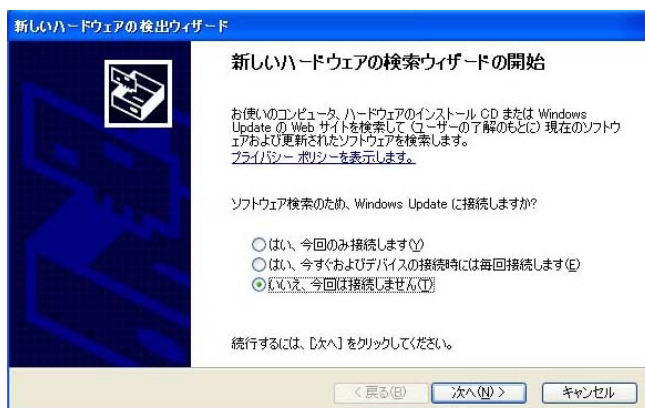 新しいハードウェアの検出ウィザード
新しいハードウェアの検索ウィザードの開始
お使いのコンピュータ、ハードウェアのインストール CD または Windows
Update の Web サイトを検索して (ユーザーの了解のもとに) 現在のソフトウ
ェアおよび更新されたソフトウェアを検索します。
プライバシー ポリシーを表示します。
ソフトウェア検索のため、Windows Update に接続しますか?
はい、今回のみ接続します(Y)
はい、今すぐおよびデバイスの接続時には毎回接続します(E)
いいえ、今回は接続しません(T)
続行するには、[次へ] をクリックしてください。
< 戻る(B) 次へ(N) > キャンセル